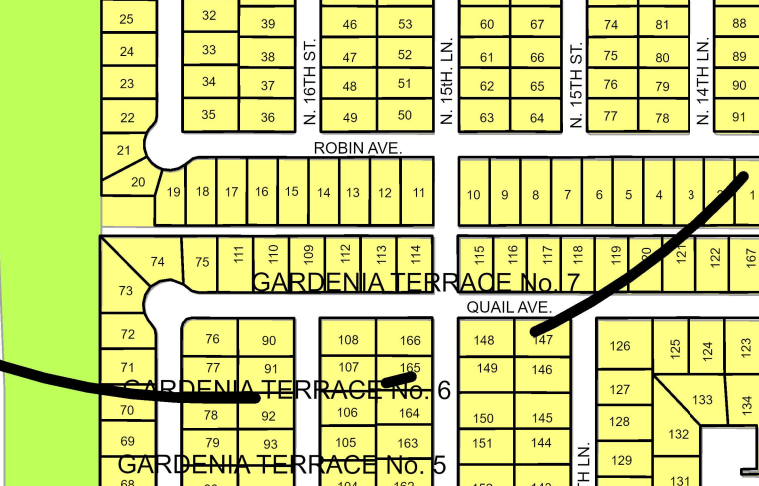 25 32 39 46 53 60 67 74 81 88
24 33 38 47 52 61 66 75 80 89
23 34 37 48 51 62 65 76 79 90
22 35 36 49 50 63 64 77 78 91
N. 16TH ST.
N. 15tH. LN.
N. 15TH ST.
N. 14TH LN.
21 ROBIN AVE.
20 19 18 17 16 15 14 13 12 11 10 9 8 7 6 5 4 3 1
74 75 111 110 109 112 113 114 115 116 117 118 119 121 122 167
GARDENIA TERRACE No. 7
73 QUAIL AVE.
72 76 90 108 166 148 147 126 125 124 123
71 77 91 107 165 149 146
GARDENIA TERRACE No. 6
127 133 134
70 78 92 106 164 150 145 128
69 79 93 105 163 151 144 132
GARDENIA TERRACE No. 5
TH LN.
129
68 131